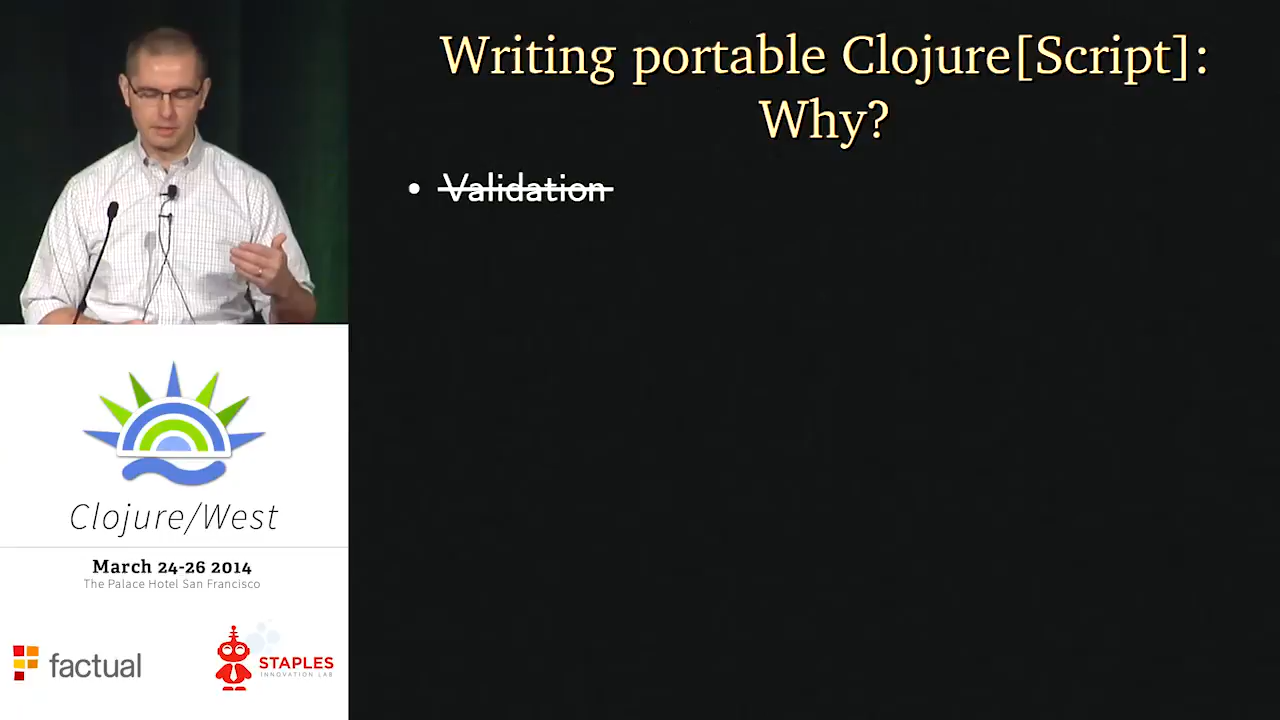 Writing portable Clojure[Script]:
Why?
• Validation
Clojure/West
March 24-26 2014
The Palace Hotel San Francisco
factual
STAPLES
INNOVATION LAB